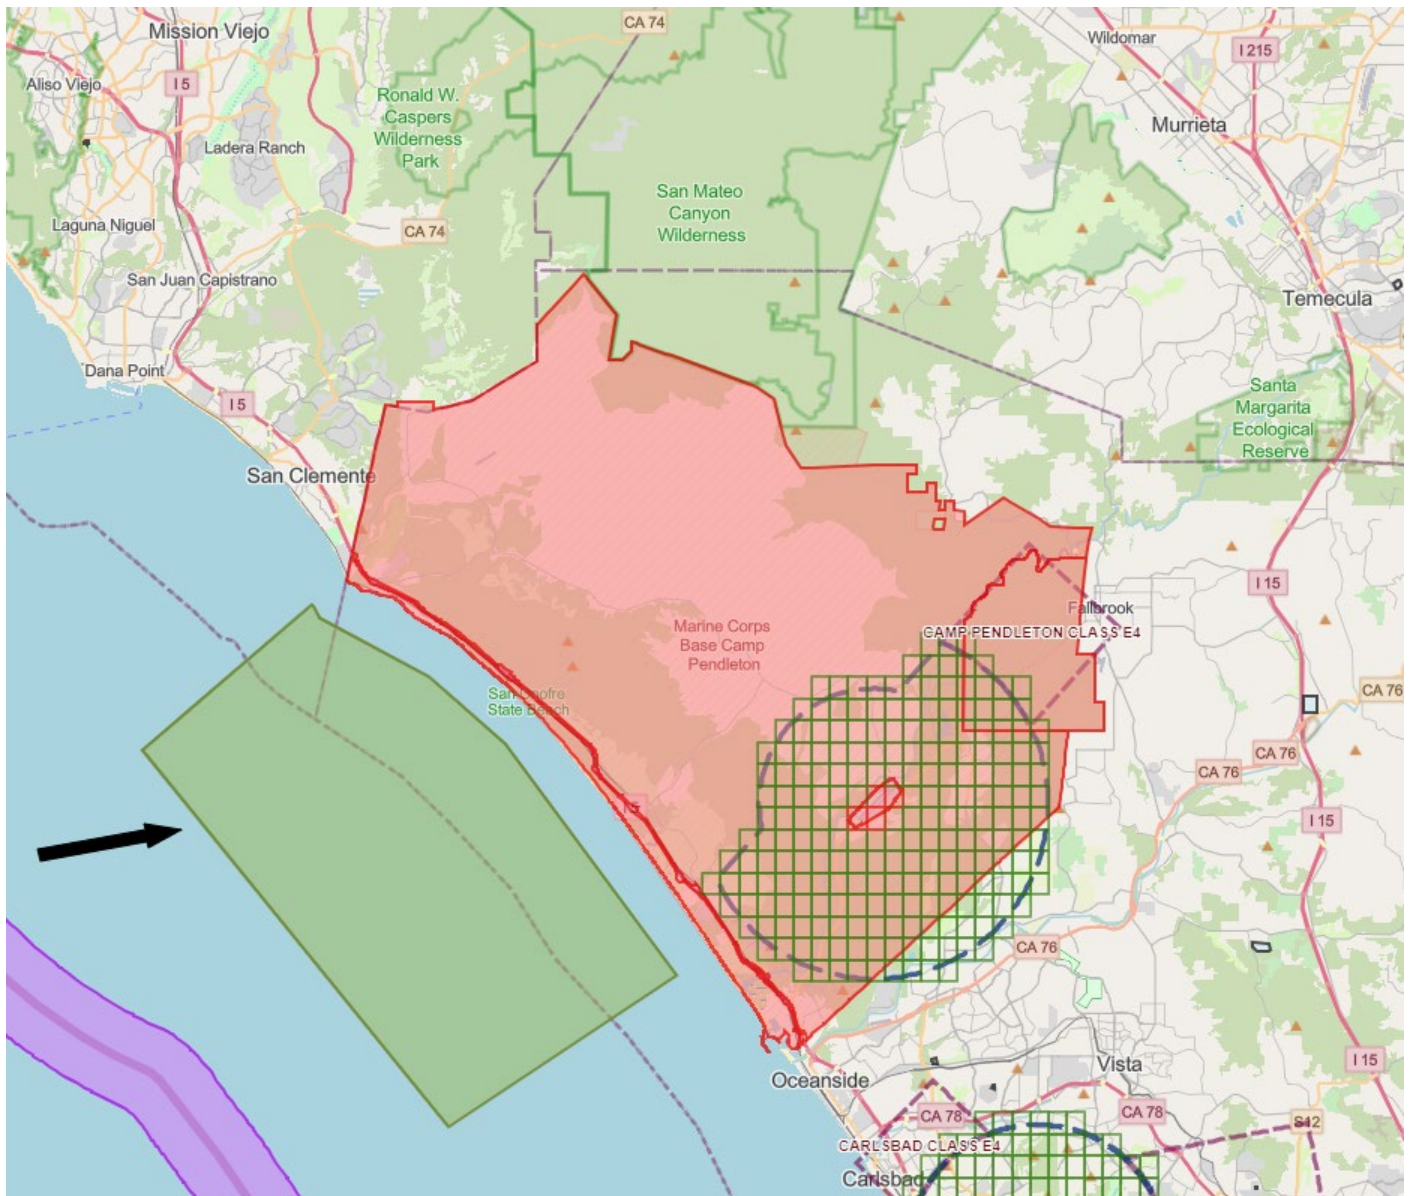 Mission Viejo
CA 74
Wildomar
I 215
Aliso Viejo
I 5
Ronald W.
Caspers
Wilderness
Park
Ladera Ranch
Murrieta
San Mateo
Canyon
Wilderness
Laguna Niguel
CA 74
San Juan Capistrano
Temecula
Dana Point
I 5
Santa
Margarita
Ecological
Reserve
San Clemente
I 15
Fallbrook
CAMP PENDLETON CLASS E4
Marine Corps
Base Camp
Pendleton
San Onofre
State Beach
CA 76
CA 76
CA 76
I 5
I 15
CA 76
I 15
Vista
Oceanside
CA 78
CA 78
S12
CARLSBAD CLASS E4
Carlsbad